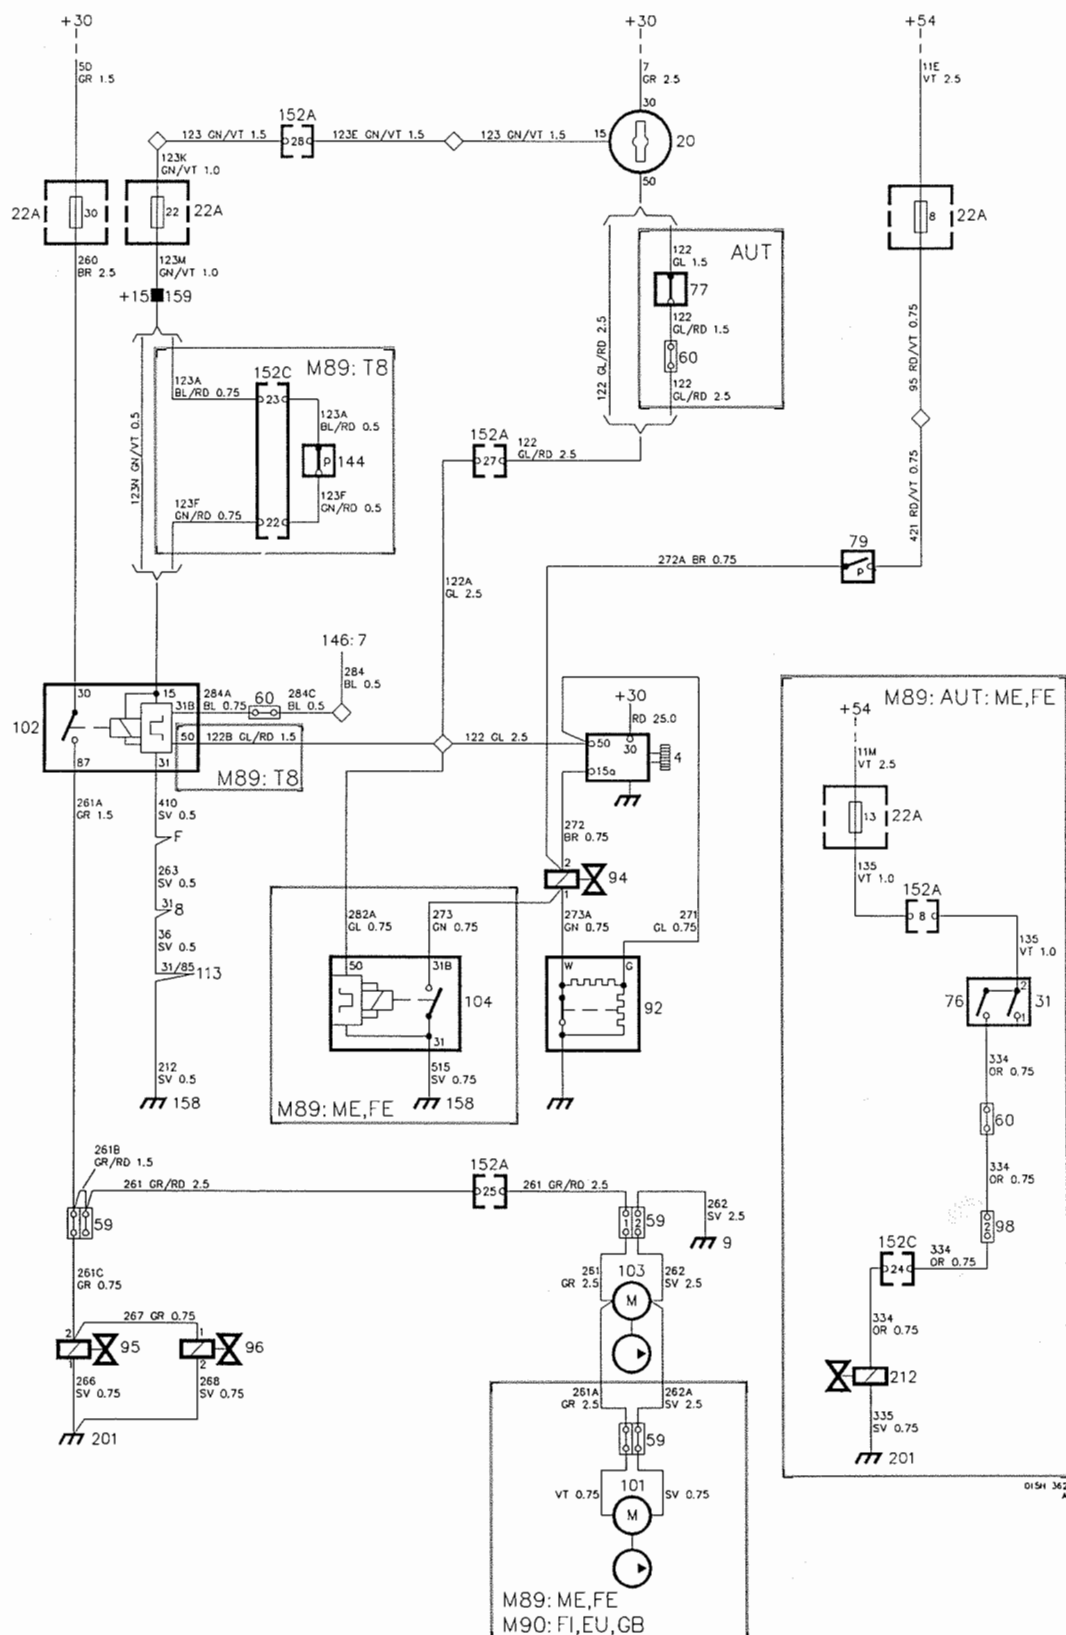 +30
+30
+54
5D
GR 1.5
7
GR 2.5
11E
VT 2.5
30
152A
123 GN/VT 1.5
28
123E GN/VT 1.5
123 GN/VT 1.5
15
20
123K
GN/VT 1.0
50
22A
30
22
22A
8
22A
260
BR 2.5
123M
GN/VT 1.0
122
GL 1.5
AUT
+15
159
77
122
GL/RD 1.5
122 GL/RD 2.5
60
122
GL/RD 2.5
95 RD/VT 0.75
M89: T8
152C
123A
BL/RD 0.75
23
123A
BL/RD 0.5
P
144
123N GN/VT 0.5
123F
GN/RD 0.75
22
123F
GN/RD 0.5
152A
27
122
GL/RD 2.5
421 RD/VT 0.75
79
272A BR 0.75
P
122A
GL 2.5
146:7
284
BL 0.5
102
30
15
31B
284A
BL 0.75
60
284C
BL 0.5
50
122B GL/RD 1.5
122 GL 2.5
87
31
M89: T8
+30
RD 25.0
50
30
15a
4
M89: AUT: ME,FE
+54
11M
VT 2.5
13
22A
135
VT 1.0
152A
8
135
VT 1.0
261A
GR 1.5
410
SV 0.5
F
263
SV 0.5
31
8
36
SV 0.5
31/85
113
212
SV 0.5
158
272
BR 0.75
2
94
1
282A
GL 0.75
273
GN 0.75
273A
GN 0.75
271
GL 0.75
50
31B
104
31
515
SV 0.75
158
M89: ME,FE
W
G
92
76
2
31
1
334
OR 0.75
60
334
OR 0.75
2
98
152C
24
334
OR 0.75
334
OR 0.75
212
335
SV 0.75
201
261B
GR/RD 1.5
261 GR/RD 2.5
152A
25
261 GR/RD 2.5
59
1
2
59
262
SV 2.5
9
261C
GR 0.75
267 GR 0.75
2
95
1
1
96
2
266
SV 0.75
268
SV 0.75
201
261
GR 2.5
103
262
SV 2.5
M
261A
GR 2.5
262A
SV 2.5
59
VT 0.75
101
SV 0.75
M
M89: ME,FE
M90: FI,EU,GB